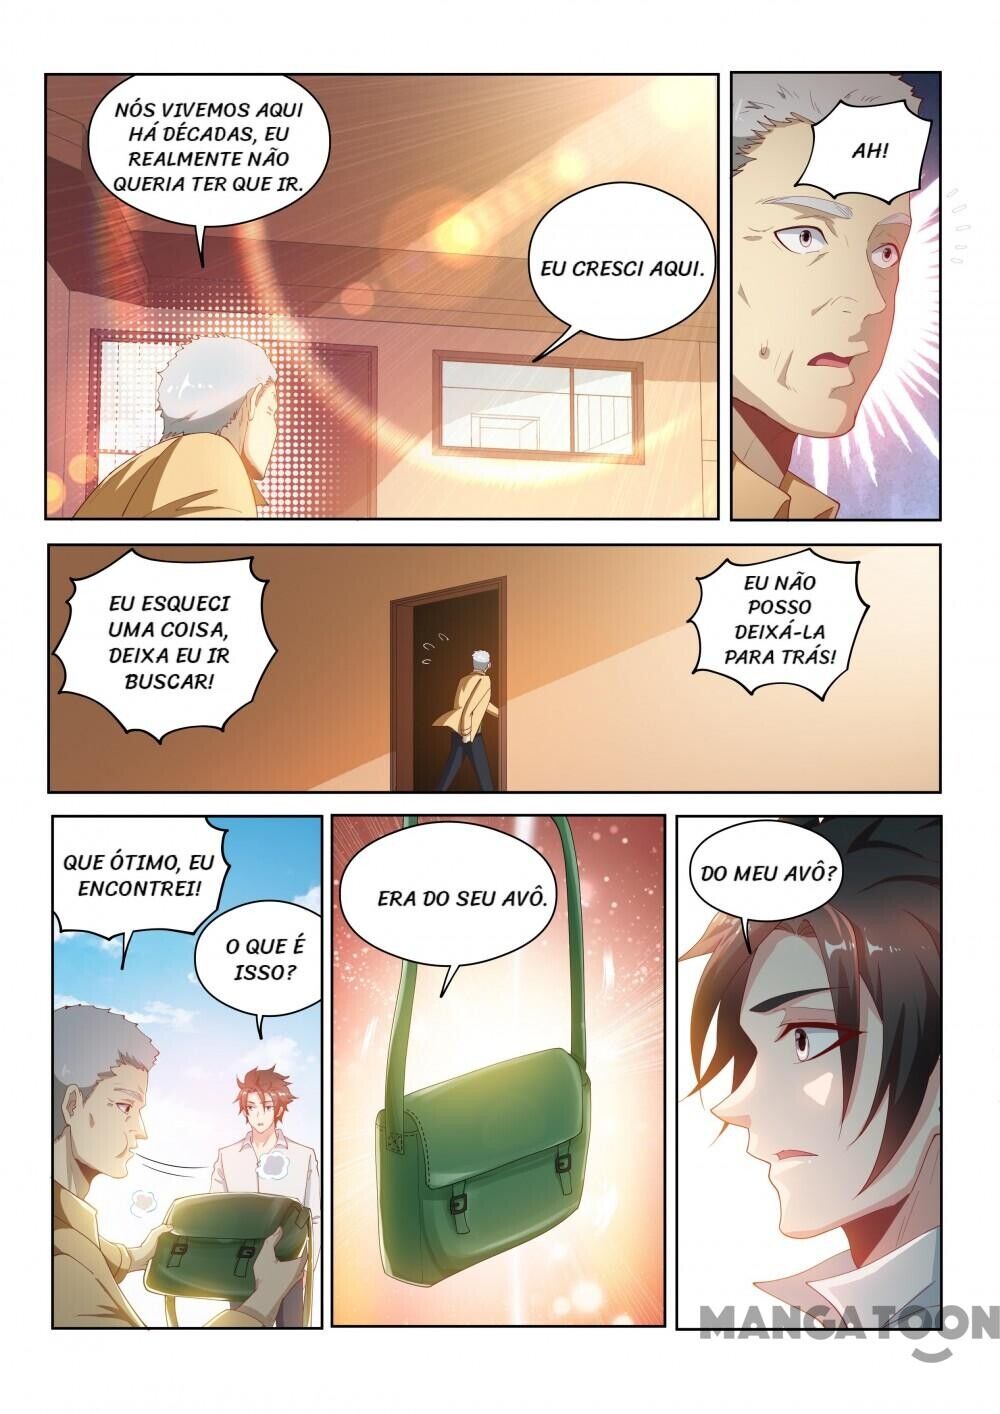 NÓS VIVEMOS AQUI
HÁ DÉCADAS, EU
REALMENTE NÃO
QUERIA TER QUE IR.
EU CRESCI AQUI.
AH!
EU ESQUECI
UMA COISA,
DEIXA EU IR
BUSCAR!
EU NÃO
POSSO
DEIXÁ-LA
PARA TRÁS!
QUE ÓTIMO, EU
ENCONTREI!
O QUE É
ISSO?
ERA DO SEU AVÔ.
DO MEU AVÔ?
MANGATOON